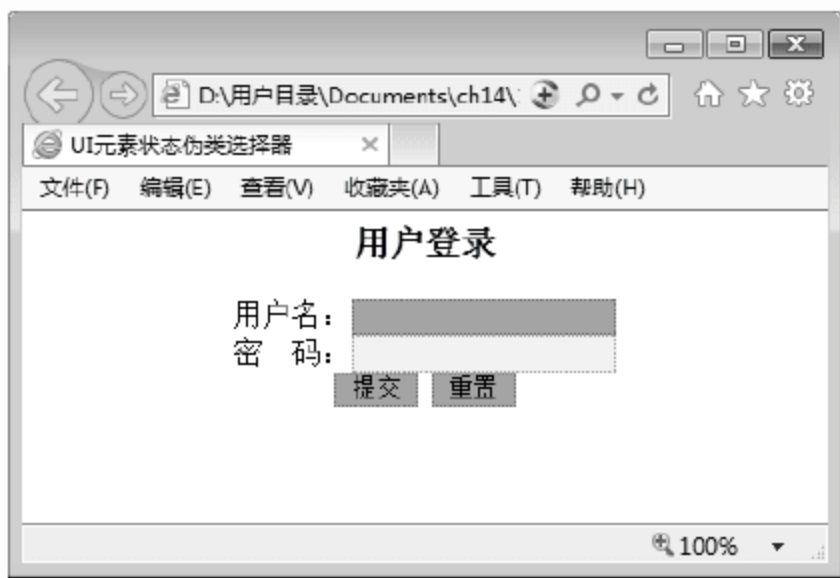 D:\用户目录\Documents\ch14\
UI元素状态伪类选择器
文件(F) 编辑(E) 查看(V) 收藏夹(A) 工具(T) 帮助(H)
用户登录
用户名：
密 码：
提交 重置
100%